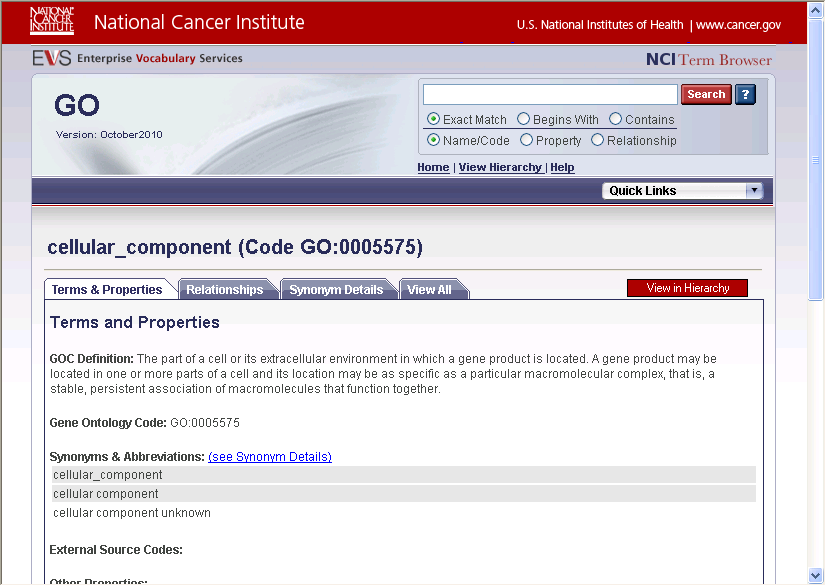 NATIONAL
CANCER
INSTITUTE
National Cancer Institute
U.S. National Institutes of Health | www.cancer.gov
EVS Enterprise Vocabulary Services
NCI Term Browser
GO
Version: October2010
Search
?
Exact Match Begins With Contains
Name/Code Property Relationship
Home | View Hierarchy | Help
Quick Links
cellular_component (Code GO:0005575)
Terms & Properties Relationships Synonym Details View All
View in Hierarchy
Terms and Properties
GOC Definition: The part of a cell or its extracellular environment in which a gene product is located. A gene product may be
located in one or more parts of a cell and its location may be as specific as a particular macromolecular complex, that is, a
stable, persistent association of macromolecules that function together.
Gene Ontology Code: GO:0005575
Synonyms & Abbreviations: (see Synonym Details)
cellular_component
cellular component
cellular component unknown
External Source Codes:
Other Properties: